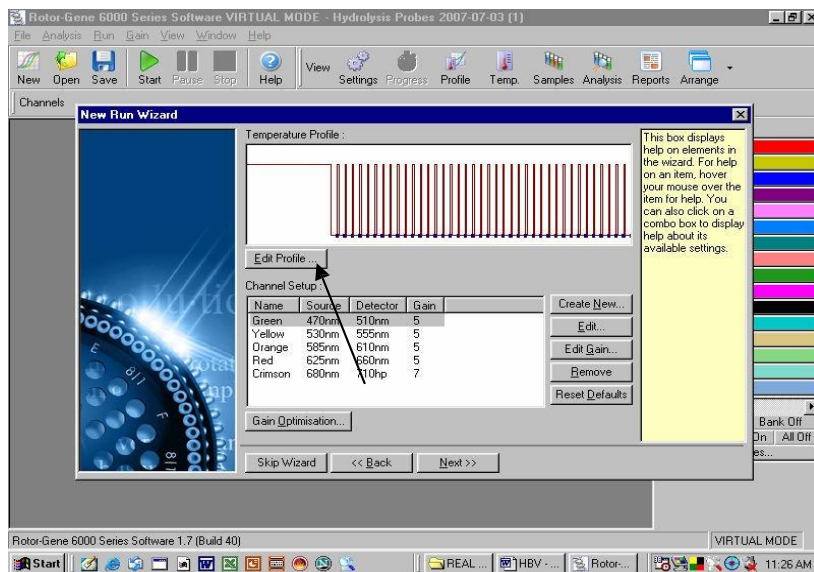 Rotor-Gene 6000 Series Software VIRTUAL MODE - Hydrolysis Probes 2007-07-03 (1)
File Analysis Run Gain View Window Help
New Open Save Start Pause Stop Help View Settings Progress Profile Temp. Samples Analysis Reports Arrange
Channels
New Run Wizard
Temperature Profile :
This box displays
help on elements in
the wizard. For help
on an item, hover
your mouse over the
item for help. You
can also click on a
combo box to display
help about its
available settings.
Edit Profile ...
Channel Setup :
Name Source Detector Gain
Green 470nm 510nm 5
Yellow 530nm 555nm 5
Orange 585nm 610nm 5
Red 625nm 660nm 5
Crimson 680nm 710hp 7
Create New...
Edit...
Edit Gain...
Remove
Reset Defaults
Gain Optimisation...
Bank Off
On All Off
Skip Wizard << Back Next >>
Rotor-Gene 6000 Series Software 1.7 (Build 40) VIRTUAL MODE
Start REAL ... HBV - ... Rotor-... 11:26 AM